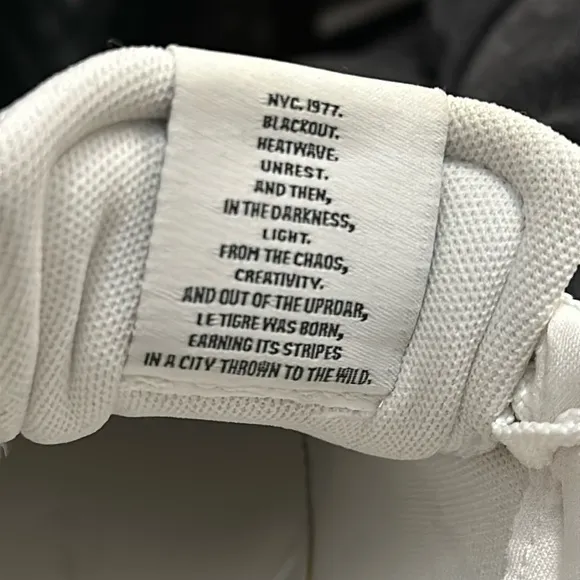 NYC. 1977.
BLACKOUT.
HEATWAVE.
UNREST.
AND THEN,
IN THE DARKNESS,
LIGHT.
FROM THE CHAOS,
CREATIVITY.
AND OUT OF THE UPROAR,
LE TIGRE WAS BORN,
EARNING ITS STRIPES
IN A CITY THROWN TO THE WILD.